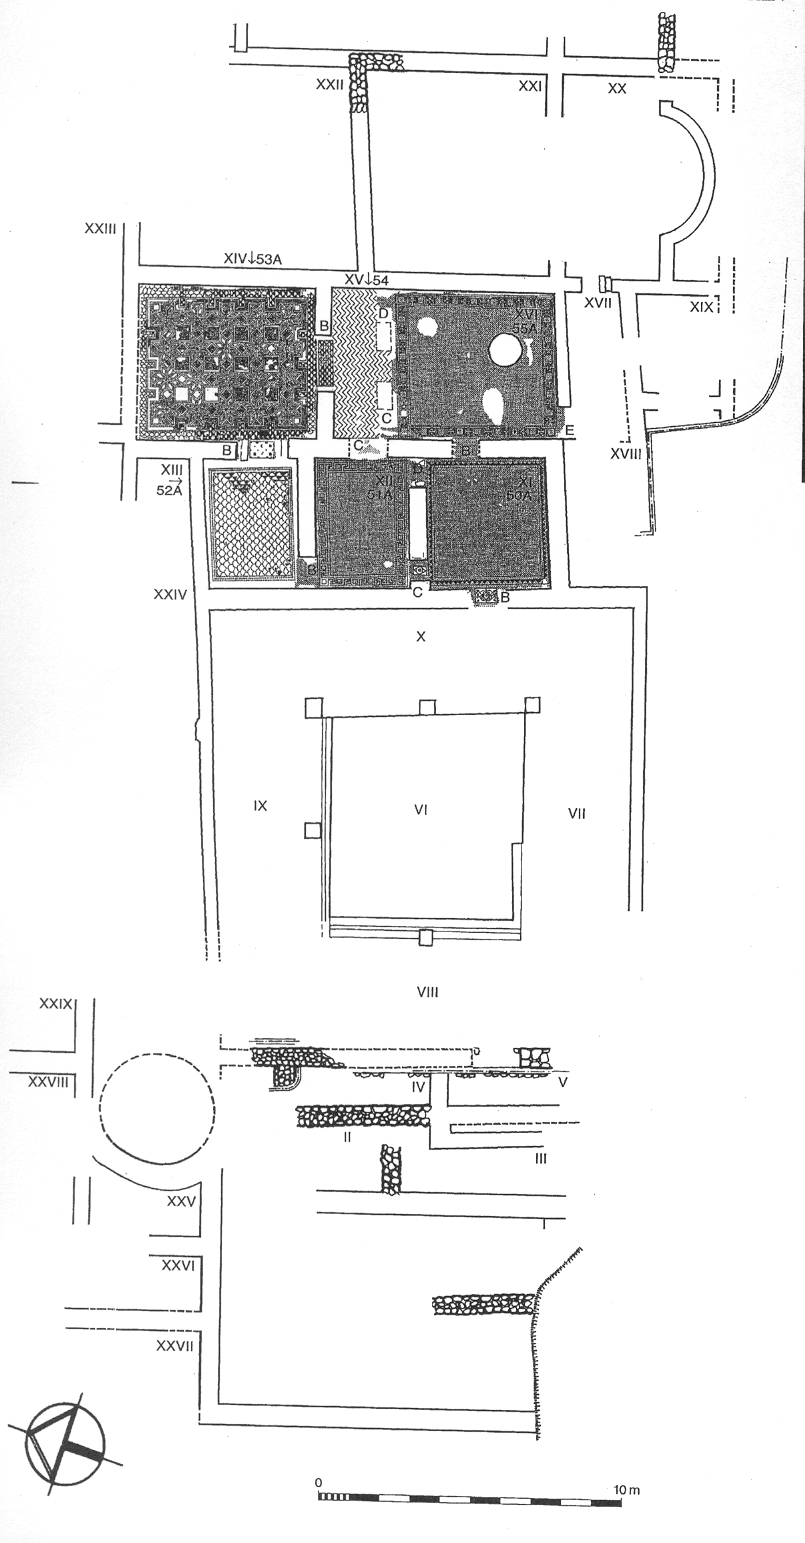 XXII
XXI
XX
XXIII
XIV↓53A
XV↓54
XVII
XIX
B
D
XVI
55A
C
E
B
C
B
XVIII
XIII
→
52A
XII
51A
D
XI
50A
B
C
B
XXIV
X
IX
VI
VII
VIII
XXIX
XXVIII
IV
V
II
III
XXV
I
XXVI
XXVII
0
10 m